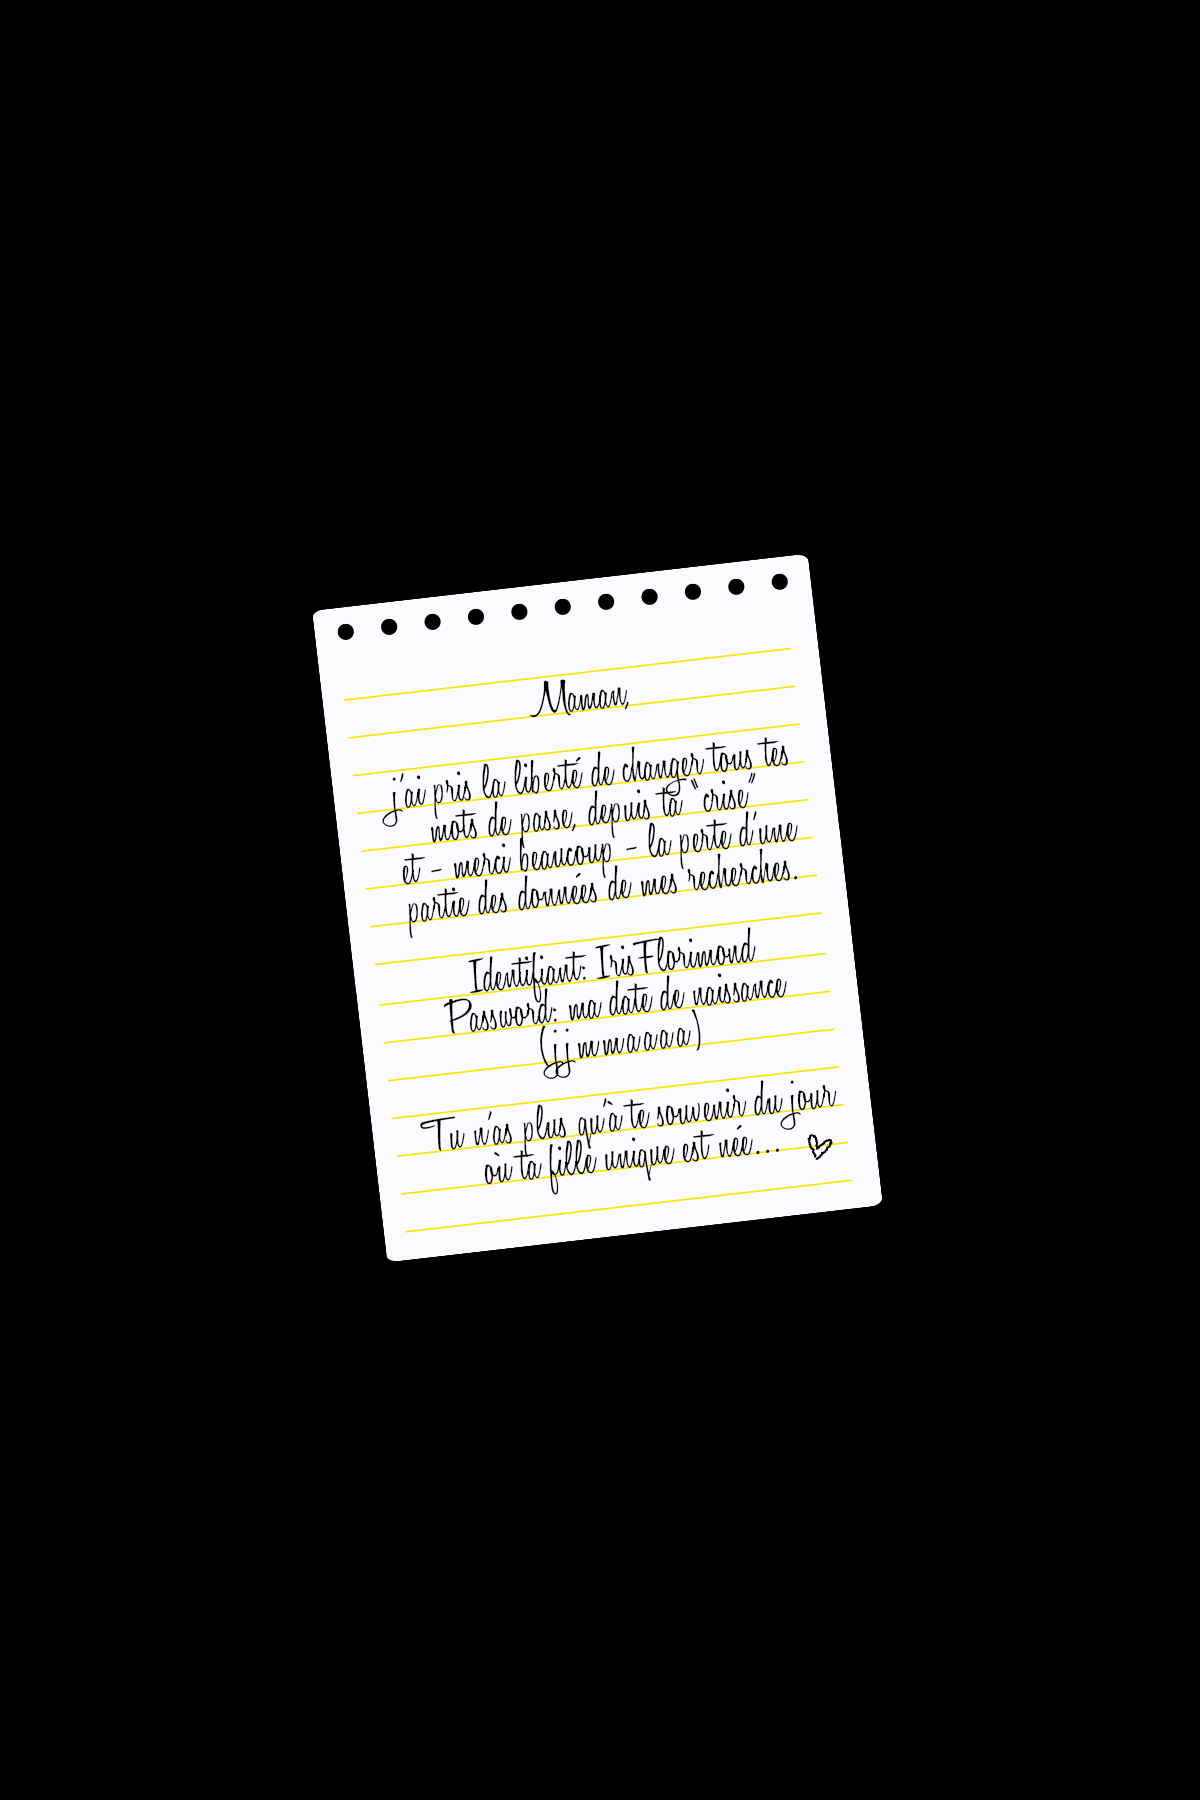 Maman,
j'ai pris la liberté de changer tous tes
mots de passe, depuis ta "crise"
et - merci beaucoup - la perte d'une
partie des données de mes recherches.
Identifiant: IrisFlorimond
Password: ma date de naissance
(jjmmaaaa)
Tu n'as plus qu'à te souvenir du jour
où ta fille unique est née...